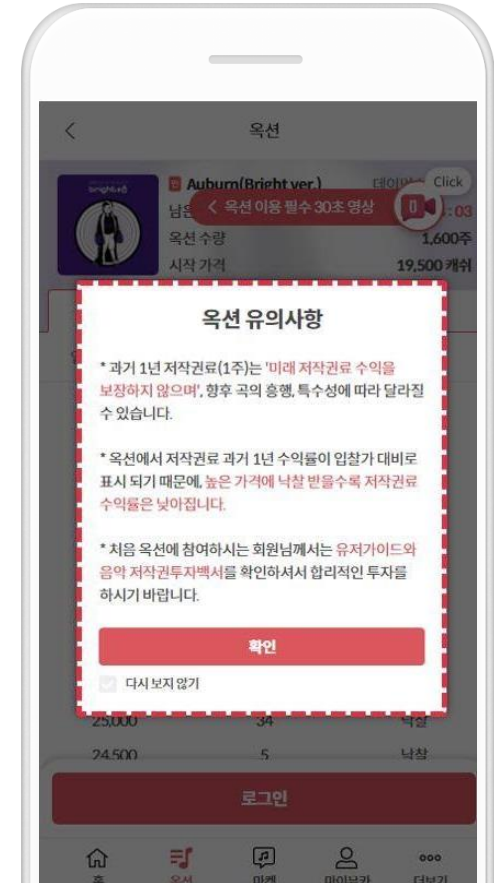 옥션
bright#8
Auburn(Bright ver.)
Click
옥션 이용 필수 30초 영상
: 03
옥션 수량
1,600주
시작 가격
19,500 캐쉬
옥션 유의사항
* 과거 1년 저작권료(1주)는 '미래 저작권료 수익을
보장하지 않으며', 향후 곡의 흥행, 특수성에 따라 달라질
수 있습니다.
* 옥션에서 저작권료 과거 1년 수익률이 입찰가 대비로
표시 되기 때문에, 높은 가격에 낙찰 받을수록 저작권료
수익률은 낮아집니다.
* 처음 옥션에 참여하시는 회원님께서는 유저가이드와
음악 저작권투자백서를 확인하셔서 합리적인 투자를
하시기 바랍니다.
확인
다시 보지 않기
25,000 34 낙찰
24,500 5 낙찰
로그인
홈 옥션 마켓 마이뮤카 더보기